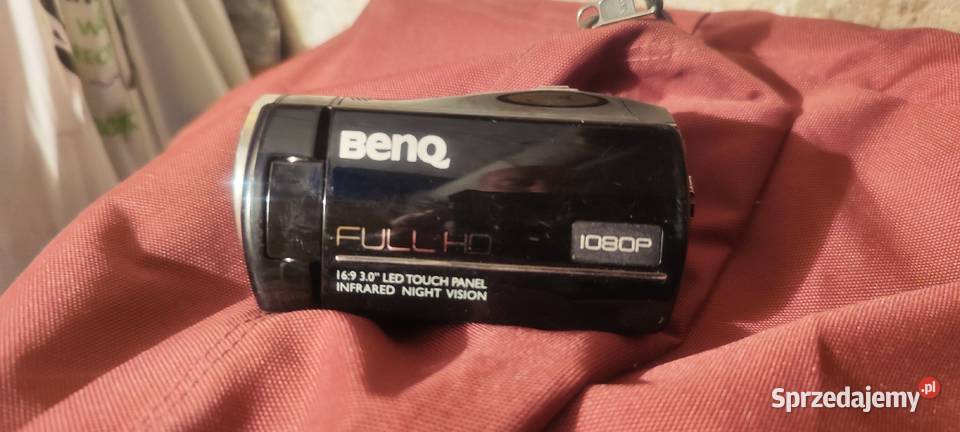 BenQ
FULL HD
1080P
16:9 3.0" LED TOUCH PANEL
INFRARED NIGHT VISION
Sprzedajemy.pl